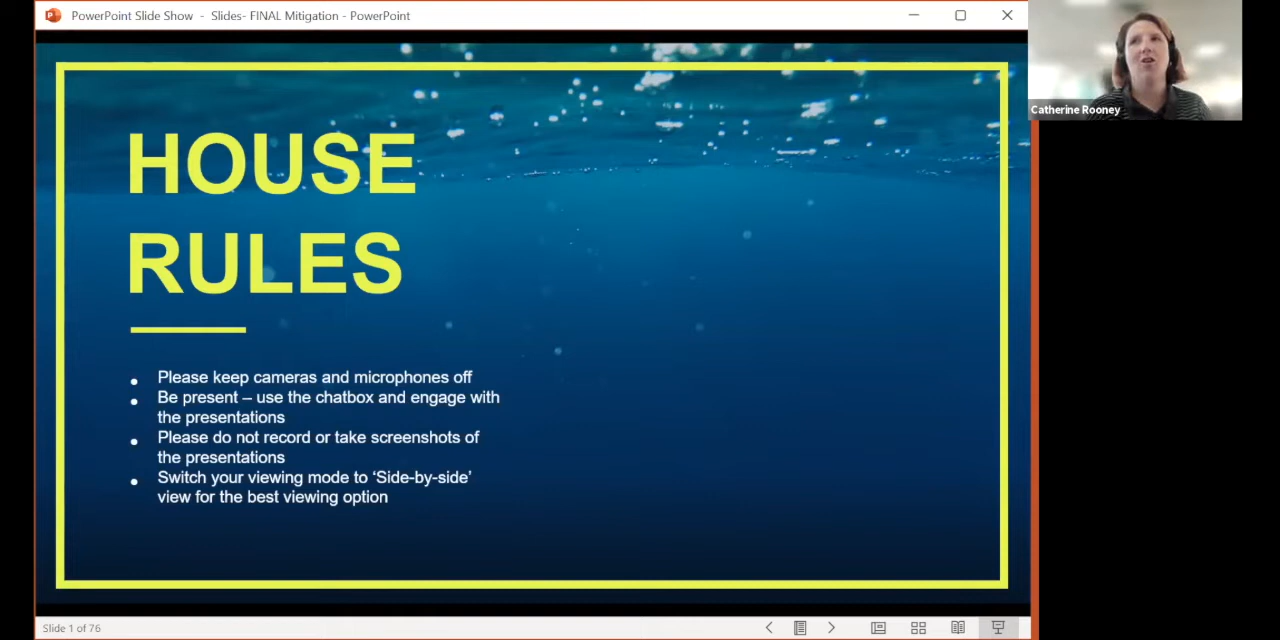 PowerPoint Slide Show - Slides- FINAL Mitigation - PowerPoint
Catherine Rooney
HOUSE
RULES
• Please keep cameras and microphones off
• Be present – use the chatbox and engage with
the presentations
• Please do not record or take screenshots of
the presentations
• Switch your viewing mode to ‘Side-by-side’
view for the best viewing option
Slide 1 of 76